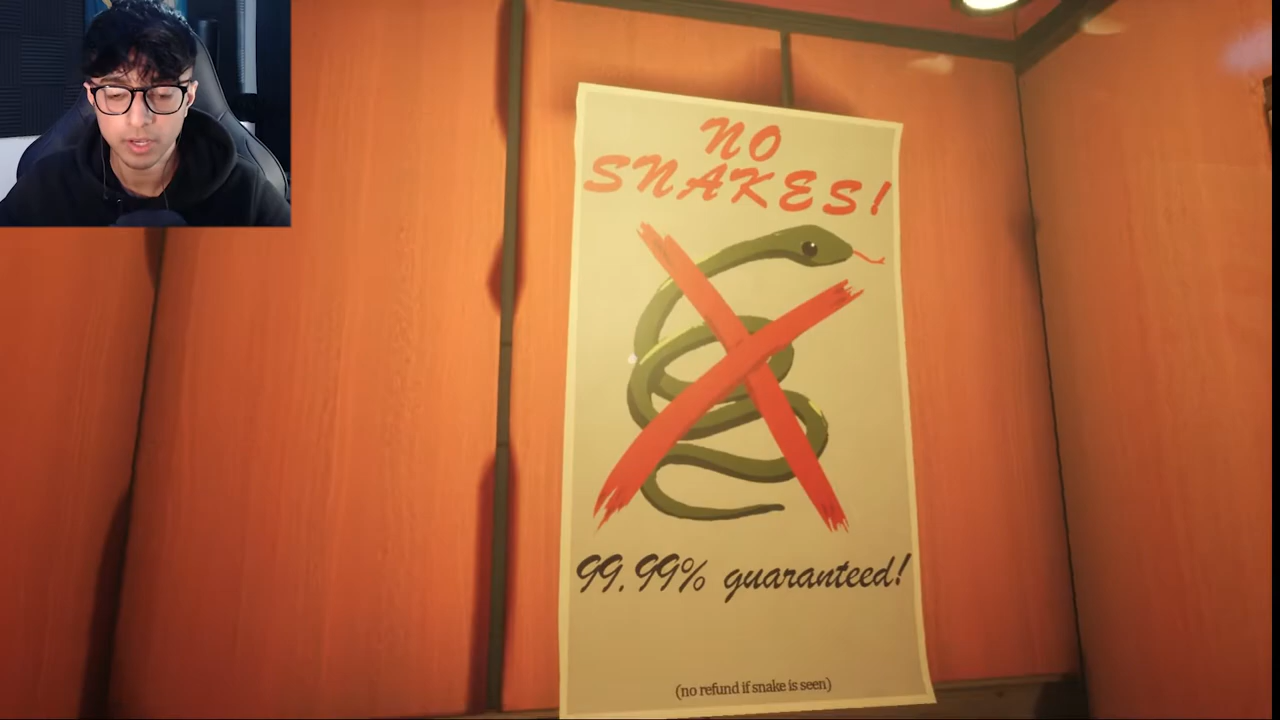 NO
SNAKES!
99.99% guaranteed!
(no refund if snake is seen)